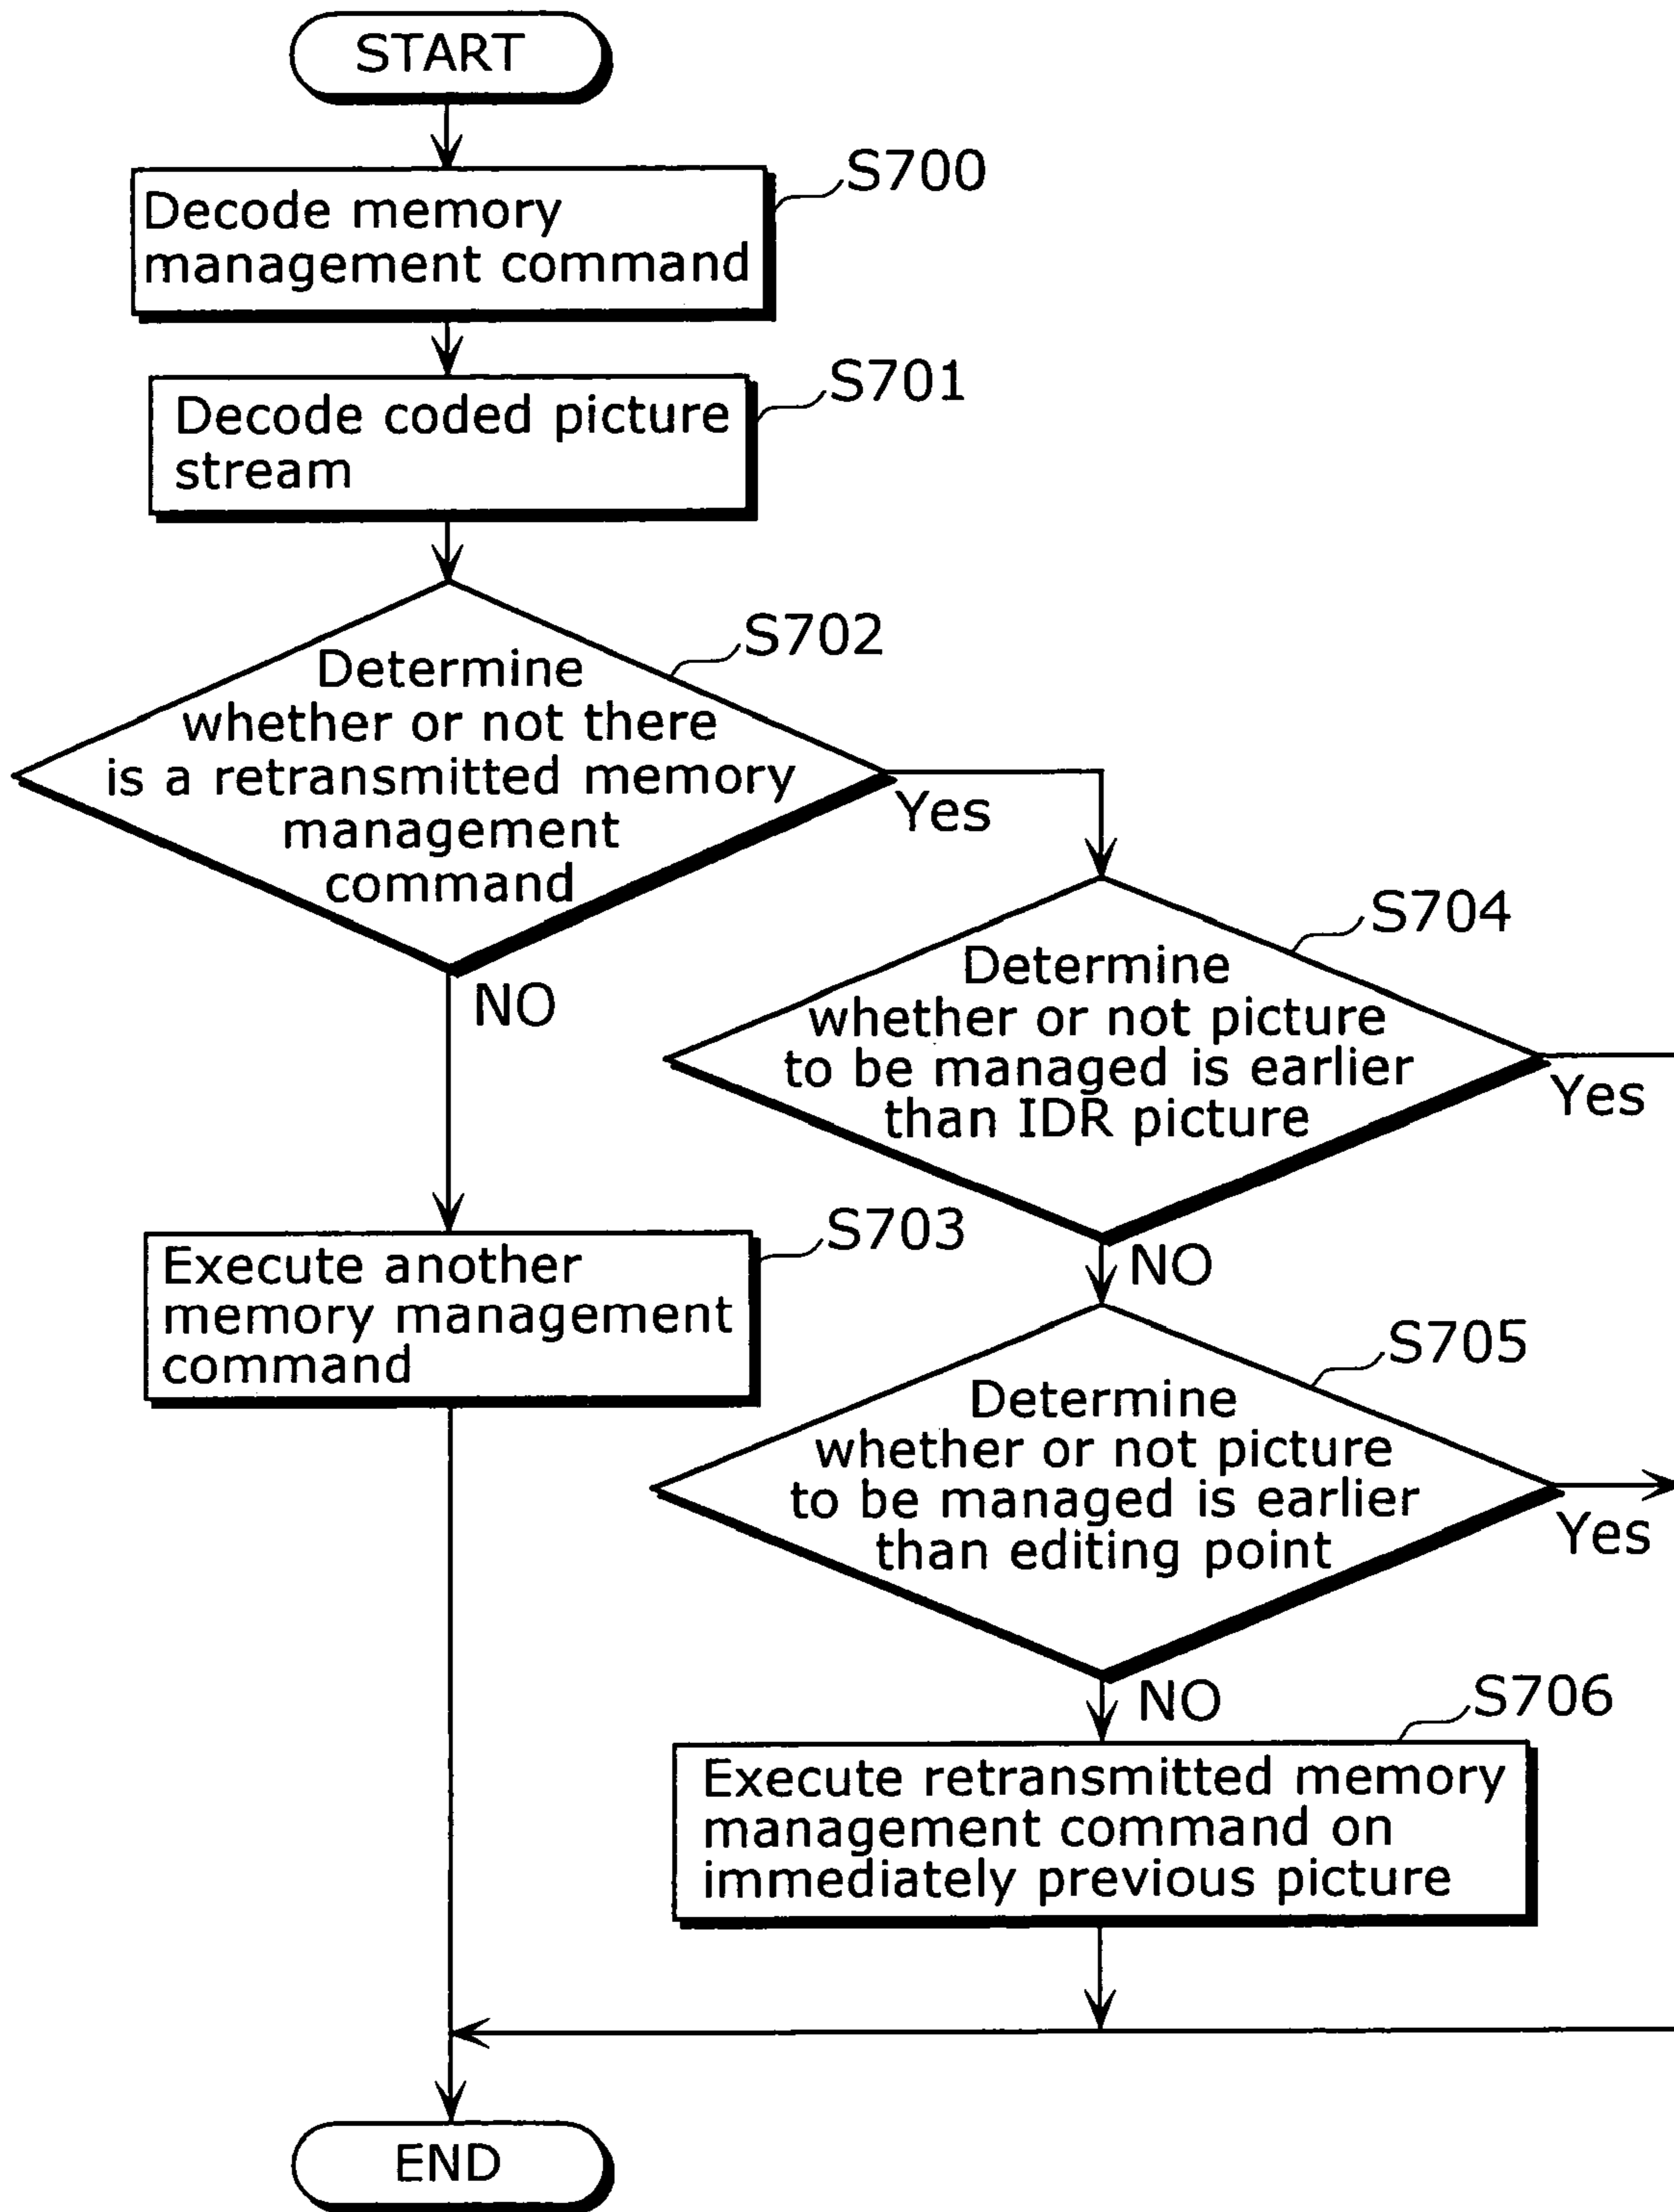 START
S700
Decode memory
management command
S701
Decode coded picture
stream
S702
Determine
whether or not there
is a retransmitted memory
management
command
Yes
NO
S704
Determine
whether or not picture
to be managed is earlier
than IDR picture
Yes
NO
S703
Execute another
memory management
command
S705
Determine
whether or not picture
to be managed is earlier
than editing point
Yes
NO
S706
Execute retransmitted memory
management command on
immediately previous picture
END